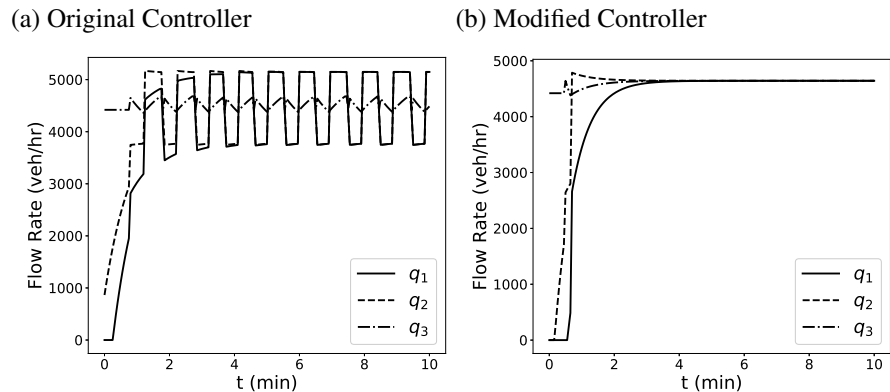 (a) Original Controller
(b) Modified Controller
Flow Rate (veh/hr)
5000
4000
3000
2000
1000
0
q1
q2
q3
0 2 4 6 8 10
t (min)
Flow Rate (veh/hr)
5000
4000
3000
2000
1000
0
q1
q2
q3
0 2 4 6 8 10
t (min)